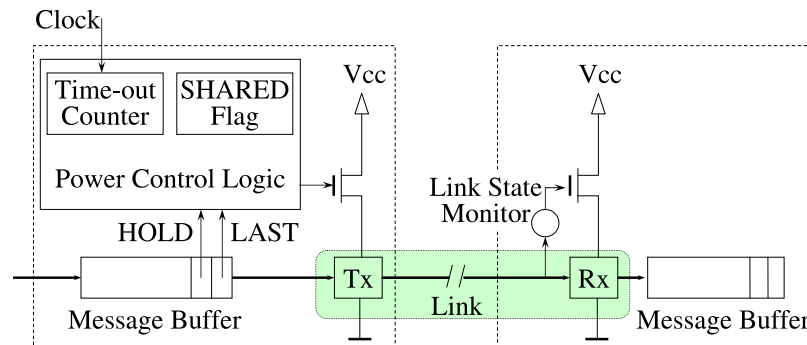 Clock
Time-out
Counter
SHARED
Flag
Power Control Logic
HOLD
LAST
Vcc
Vcc
Link State
Monitor
Tx
Link
Rx
Message Buffer
Message Buffer